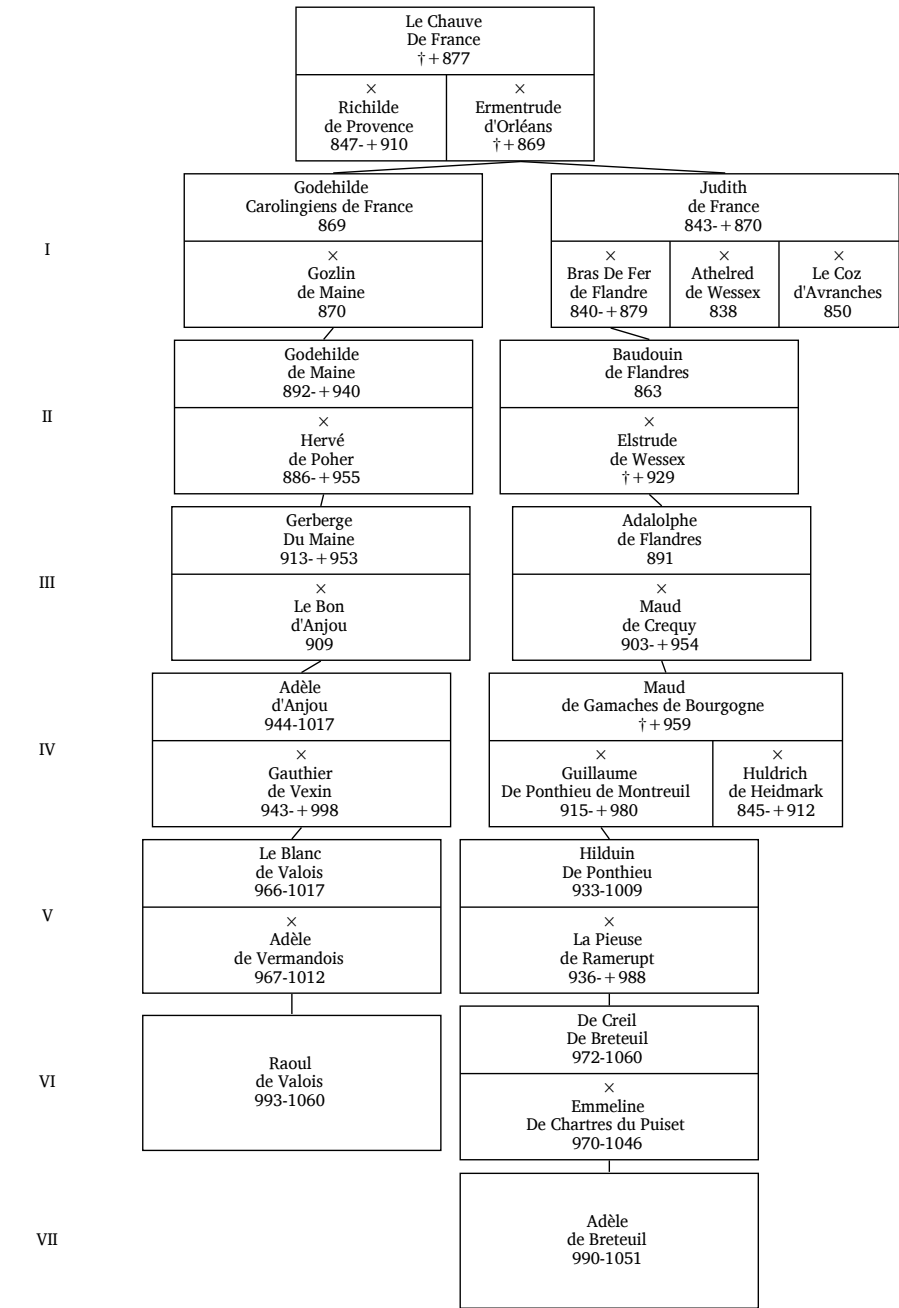 Le Chauve
De France
†+877
×
Richilde
de Provence
847-+910
×
Ermentrude
d'Orléans
†+869
I
Godehilde
Carolingiens de France
869
×
Gozlin
de Maine
870
Judith
de France
843-+870
×
Bras De Fer
de Flandre
840-+879
×
Athelred
de Wessex
838
×
Le Coz
d'Avranches
850
II
Godehilde
de Maine
892-+940
×
Hervé
de Poher
886-+955
Baudouin
de Flandres
863
×
Elstrude
de Wessex
†+929
III
Gerberge
Du Maine
913-+953
×
Le Bon
d'Anjou
909
Adalolphe
de Flandres
891
×
Maud
de Crequy
903-+954
IV
Adèle
d'Anjou
944-1017
×
Gauthier
de Vexin
943-+998
Maud
de Gamaches de Bourgogne
†+959
×
Guillaume
De Ponthieu de Montreuil
915-+980
×
Huldrich
de Heidmark
845-+912
V
Le Blanc
de Valois
966-1017
×
Adèle
de Vermandois
967-1012
Hilduin
De Ponthieu
933-1009
×
La Pieuse
de Ramerupt
936-+988
VI
Raoul
de Valois
993-1060
De Creil
De Breteuil
972-1060
×
Emmeline
De Chartres du Puiset
970-1046
VII
Adèle
de Breteuil
990-1051